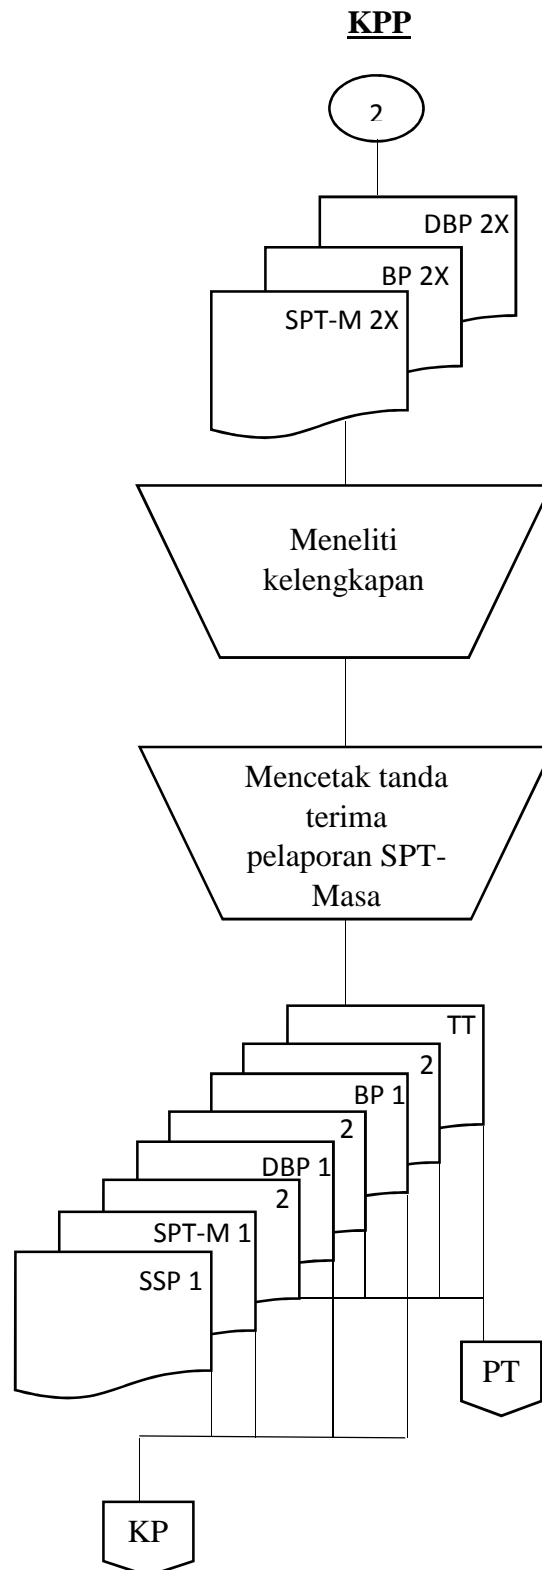 KPP
2
DBP 2X
BP 2X
SPT-M 2X
Meneliti
kelengkapan
Mencetak tanda
terima
pelaporan SPT-
Masa
TT
2
BP 1
2
DBP 1
2
SPT-M 1
SSP 1
PT
KP